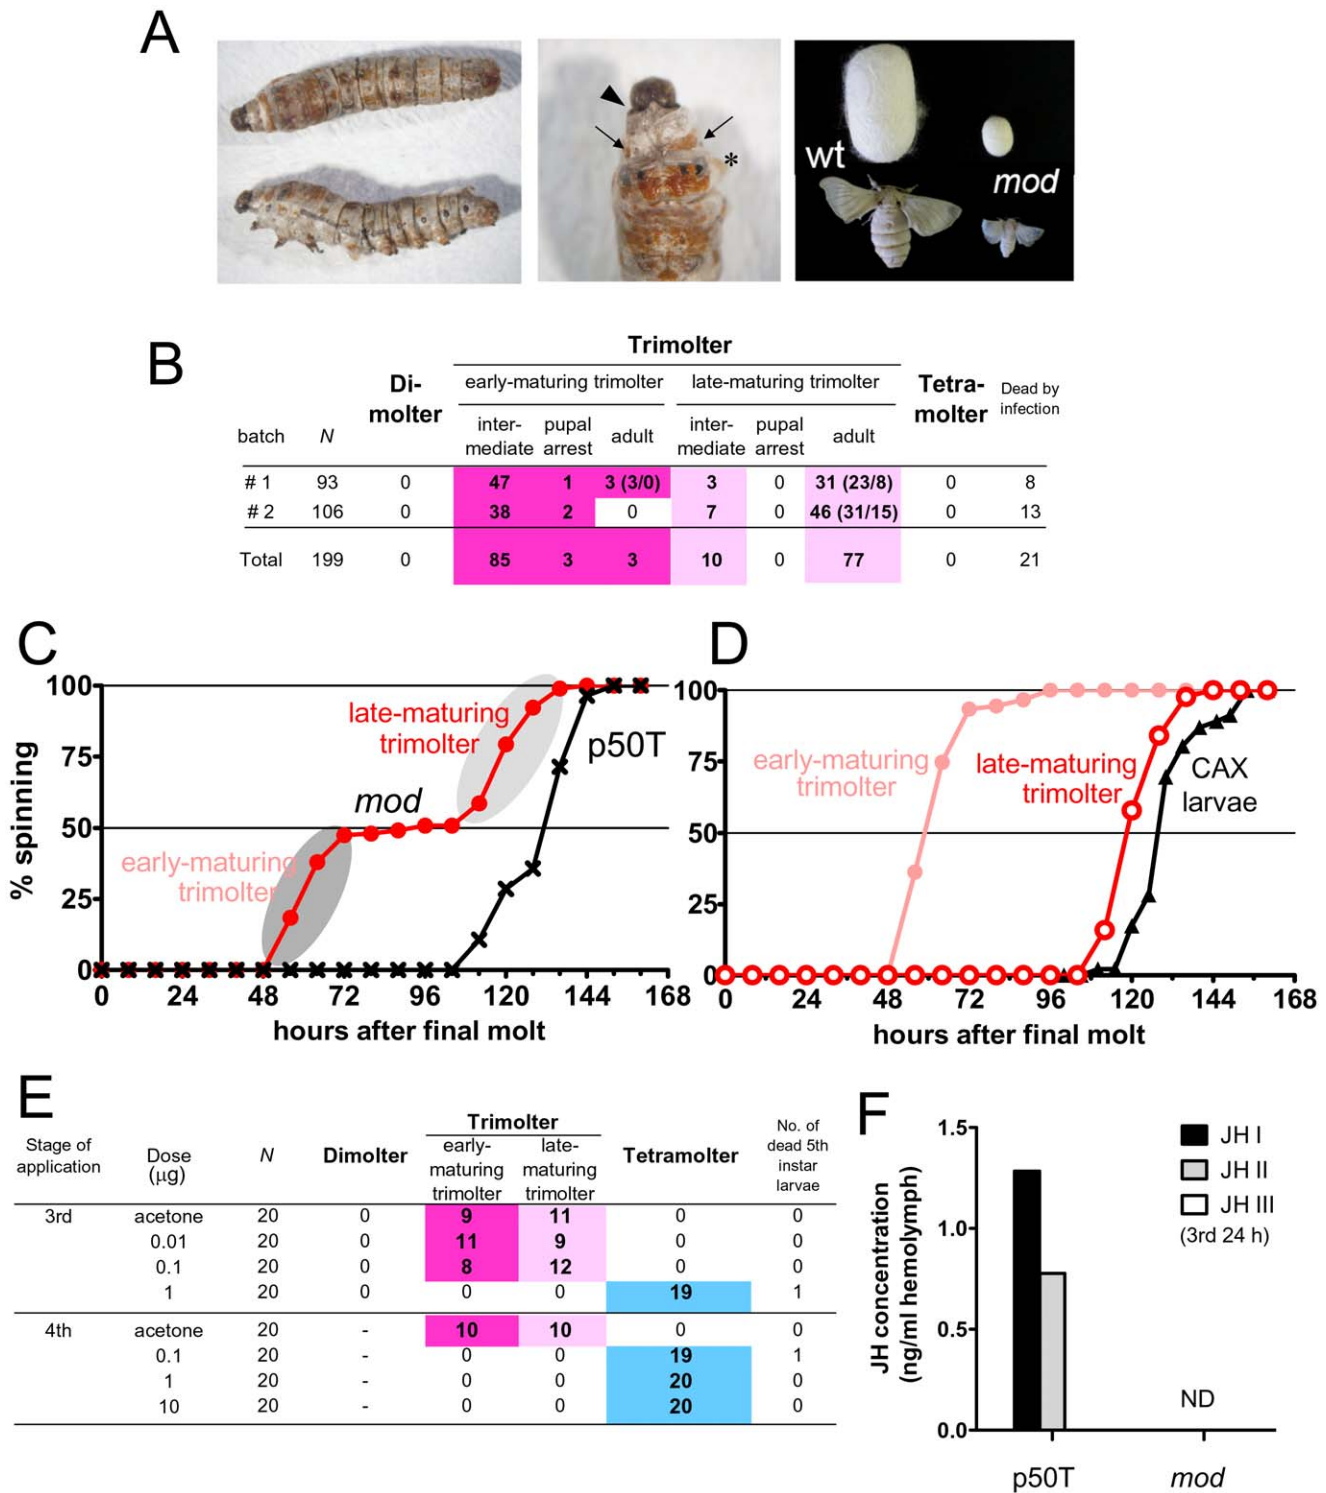 A
*
wt
mod
B
Trimolter
Di-
molter
early-maturing trimolter
late-maturing trimolter
Tetra-
molter
Dead by
infection
batch
N
inter-
mediate
pupal
arrest
adult
inter-
mediate
pupal
arrest
adult
# 1 93 0 47 1 3 (3/0) 3 0 31 (23/8) 0 8
# 2 106 0 38 2 0 7 0 46 (31/15) 0 13
Total 199 0 85 3 3 10 0 77 0 21
C
100
75
50
25
0
% spinning
late-maturing
trimolter
p50T
mod
early-maturing
trimolter
0 24 48 72 96 120 144 168
hours after final molt
D
100
75
50
25
0
early-maturing
trimolter
late-maturing
trimolter
CAX
larvae
0 24 48 72 96 120 144 168
hours after final molt
E
Stage of
application
Dose
(μg)
N
Dimolter
Trimolter
early-
maturing
trimolter
late-
maturing
trimolter
Tetramolter
No. of
dead 5th
instar
larvae
3rd acetone 20 0 9 11 0 0
0.01 20 0 11 9 0 0
0.1 20 0 8 12 0 0
1 20 0 0 0 19 1
4th acetone 20 - 10 10 0 0
0.1 20 - 0 0 19 1
1 20 - 0 0 20 0
10 20 - 0 0 20 0
F
JH concentration
(ng/ml hemolymph)
1.5
1.0
0.5
0.0
JH I
JH II
JH III
(3rd 24 h)
ND
p50T
mod